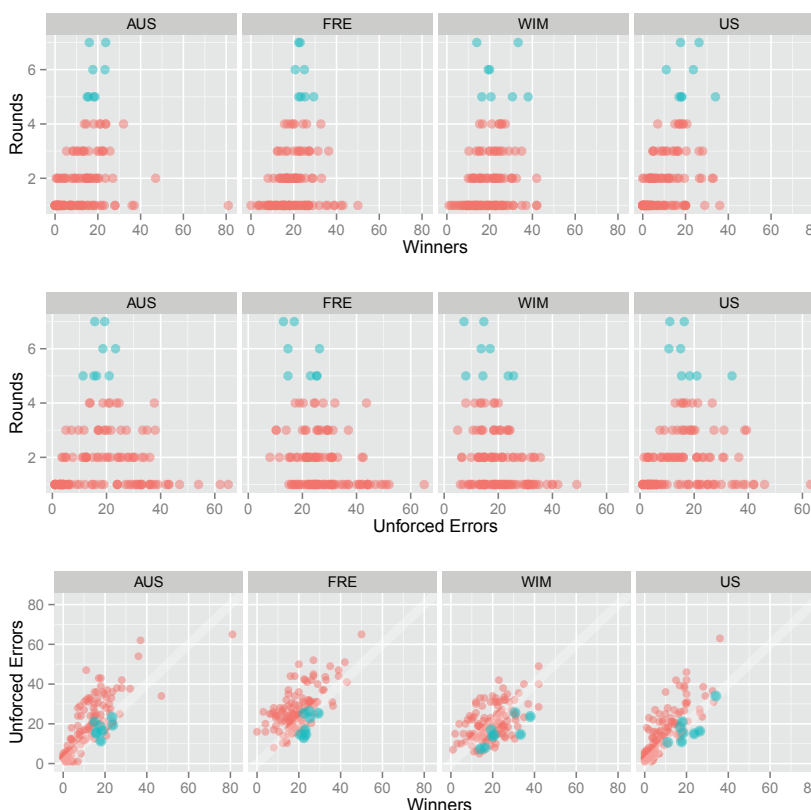 AUS FRE WIM US
6
4
2
Rounds
0 20 40 60 80 0 20 40 60 80 0 20 40 60 80 0 20 40 60
Winners
AUS FRE WIM US
6
4
2
Rounds
0 20 40 60 0 20 40 60 0 20 40 60 0 20 40 60
Unforced Errors
AUS FRE WIM US
80
60
40
20
0
Unforced Errors
0 20 40 60 80 0 20 40 60 80 0 20 40 60 80 0 20 40 60 80
Winners